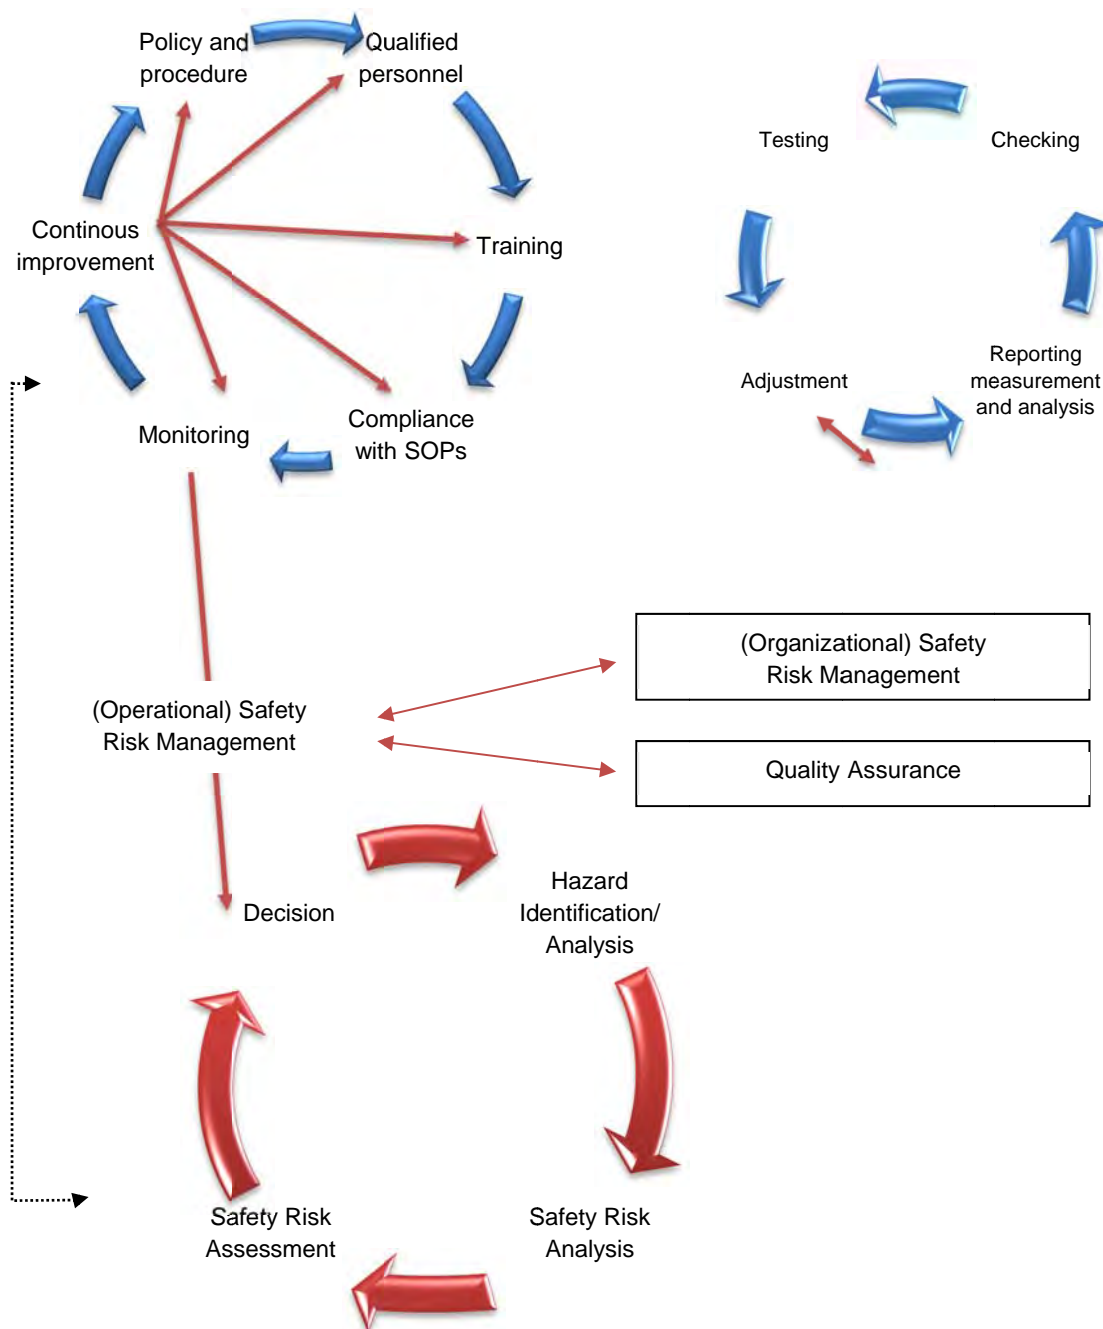 Policy and
procedure
Qualified
personnel
Testing
Checking
Continous
improvement
Training
Adjustment
Reporting
measurement
and analysis
Monitoring
Compliance
with SOPs
(Operational) Safety
Risk Management
(Organizational) Safety
Risk Management
Quality Assurance
Decision
Hazard
Identification/
Analysis
Safety Risk
Assessment
Safety Risk
Analysis